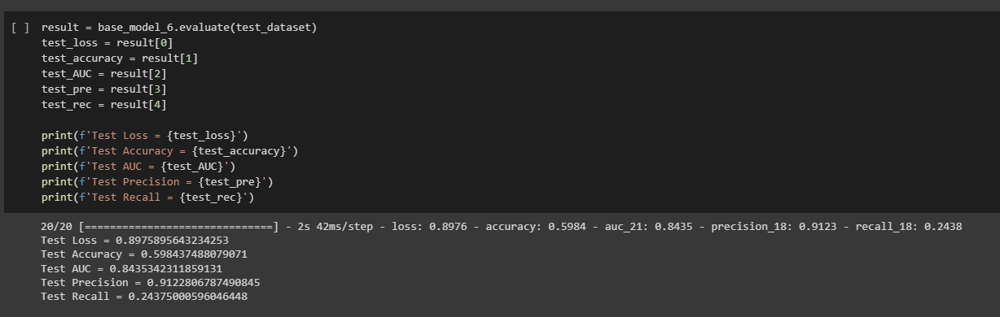 [ ] result = base_model_6.evaluate(test_dataset)
test_loss = result[0]
test_accuracy = result[1]
test_AUC = result[2]
test_pre = result[3]
test_rec = result[4]
print(f'Test Loss = {test_loss}')
print(f'Test Accuracy = {test_accuracy}')
print(f'Test AUC = {test_AUC}')
print(f'Test Precision = {test_pre}')
print(f'Test Recall = {test_rec}')
20/20 [==============================] - 2s 42ms/step - loss: 0.8976 - accuracy: 0.5984 - auc_21: 0.8435 - precision_18: 0.9123 - recall_18: 0.2438
Test Loss = 0.8975895643234253
Test Accuracy = 0.598437488079071
Test AUC = 0.8435342311859131
Test Precision = 0.9122806787490845
Test Recall = 0.24375000596046448